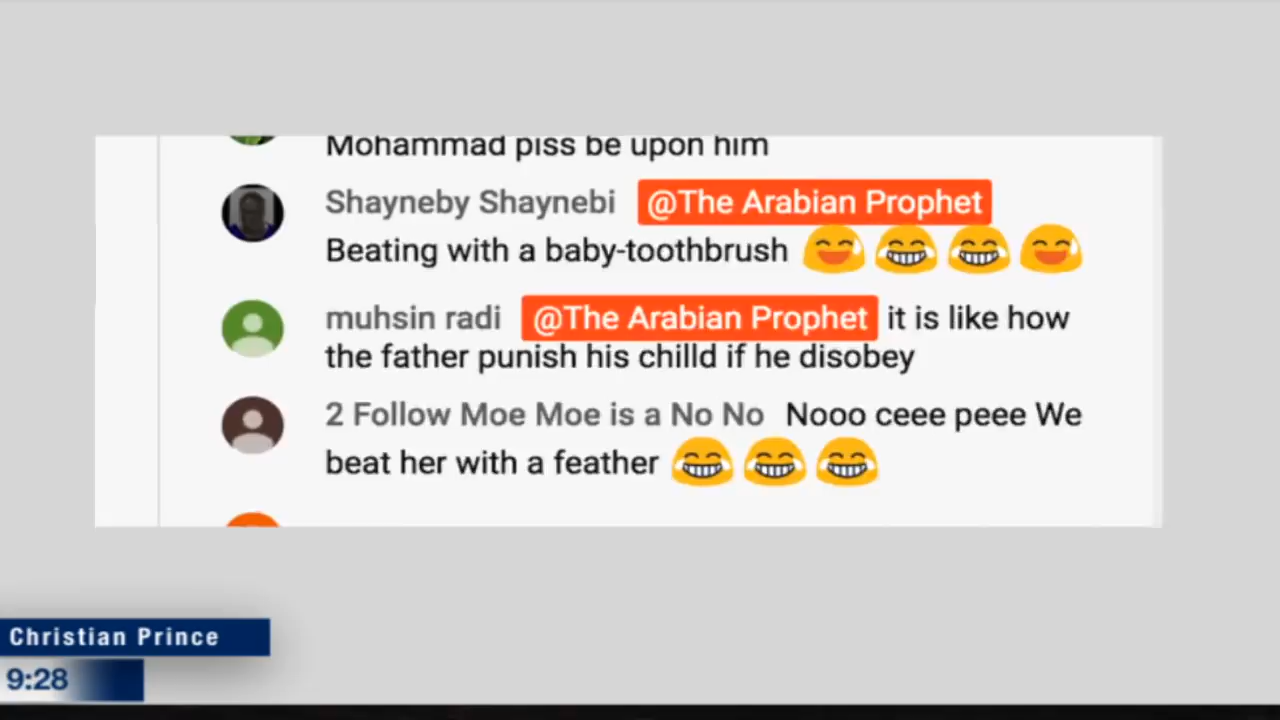 Mohammad piss be upon him
Shayneby Shaynebi @The Arabian Prophet
Beating with a baby-toothbrush 😅😂😂😅
muhsin radi @The Arabian Prophet it is like how
the father punish his chilld if he disobey
2 Follow Moe Moe is a No No Nooo ceee peee We
beat her with a feather 😂😂😂
Christian Prince
9:28